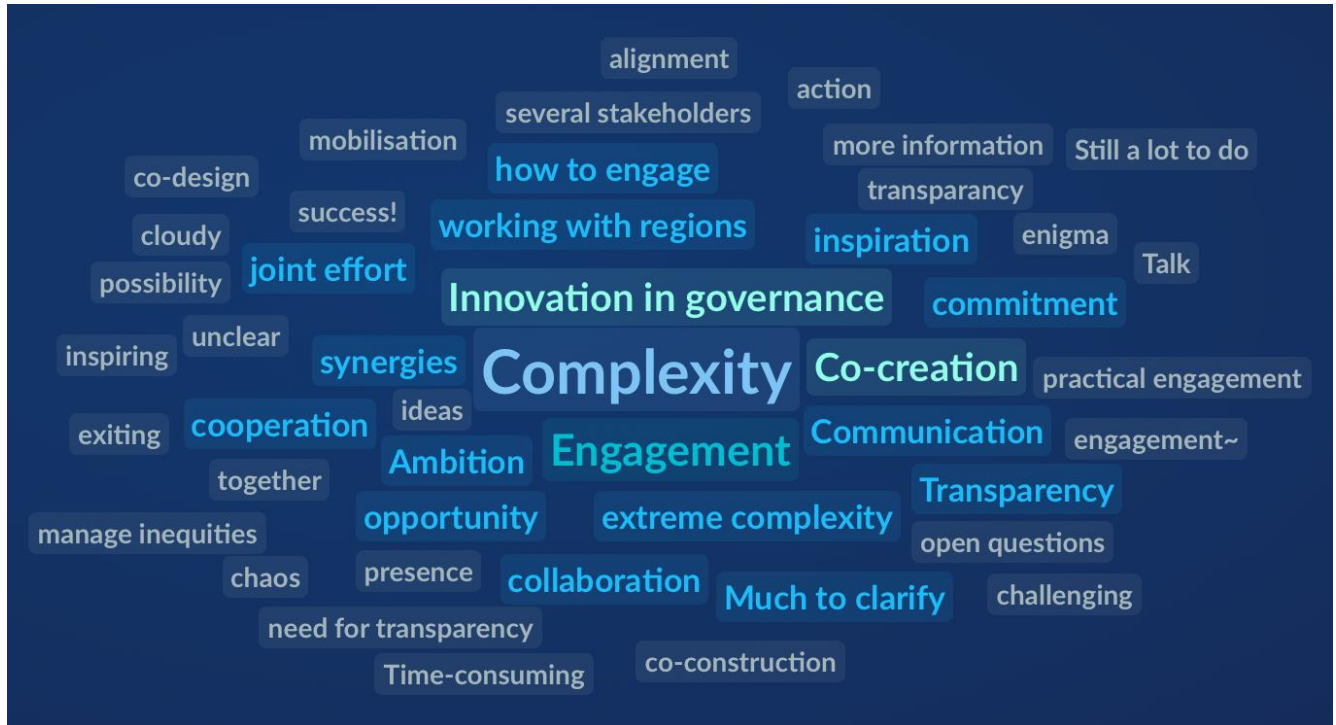 alignment
action
several stakeholders
mobilisation
more information
Still a lot to do
how to engage
co-design
transparancy
success!
working with regions
cloudy
inspiration
enigma
joint effort
Talk
possibility
Innovation in governance
commitment
unclear
inspiring
synergies
Complexity
Co-creation
practical engagement
ideas
cooperation
exiting
Communication
engagement~
Engagement
Ambition
together
Transparency
opportunity
extreme complexity
manage inequities
open questions
chaos
presence
collaboration
Much to clarify
challenging
need for transparency
co-construction
Time-consuming